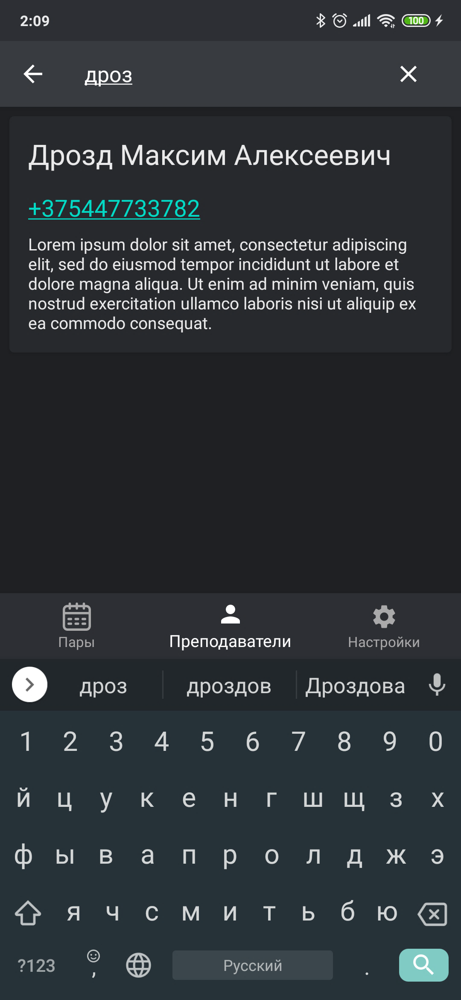 2:09
100
дроз
Дрозд Максим Алексеевич
+375447733782
Lorem ipsum dolor sit amet, consectetur adipiscing
elit, sed do eiusmod tempor incididunt ut labore et
dolore magna aliqua. Ut enim ad minim veniam, quis
nostrud exercitation ullamco laboris nisi ut aliquip ex
ea commodo consequat.
Пары Преподаватели Настройки
дроз дроздов Дроздова
1 2 3 4 5 6 7 8 9 0
й ц у к е н г ш щ з х
ф ы в а п р о л д ж э
я ч с м и т ь б ю
?123 , Русский .